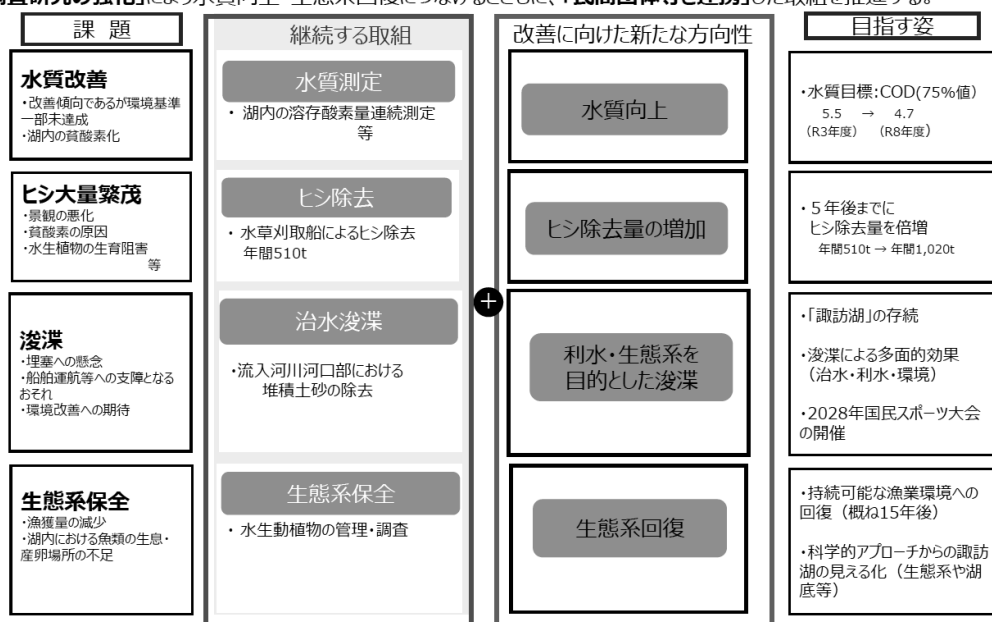 調査研究の強化」により水質向上・生態系回復につなげるとともに、「民間団体等と連携」した取組を推進する。
課 題
継続する取組
改善に向けた新たな方向性
目指す姿
水質改善
・改善傾向であるが環境基準
一部未達成
・湖内の貧酸素化
水質測定
・ 湖内の溶存酸素量連続測定
等
水質向上
・水質目標:COD(75%値)
5.5 → 4.7
(R3年度) (R8年度)
ヒシ大量繁茂
・景観の悪化
・貧酸素の原因
・水生植物の生育阻害
等
ヒシ除去
・ 水草刈取船によるヒシ除去
年間510t
ヒシ除去量の増加
・５年後までに
ヒシ除去量を倍増
年間510t → 年間1,020t
+
浚渫
・埋塞への懸念
・船舶運航等への支障となる
おそれ
・環境改善への期待
治水浚渫
・流入河川河口部における
堆積土砂の除去
利水・生態系を
目的とした浚渫
・「諏訪湖」の存続
・浚渫による多面的効果
（治水・利水・環境）
・2028年国民スポーツ大会
の開催
生態系保全
・漁獲量の減少
・湖内における魚類の生息・
産卵場所の不足
生態系保全
・ 水生動植物の管理・調査
生態系回復
・持続可能な漁業環境への
回復（概ね15年後）
・科学的アプローチからの諏訪
湖の見える化（生態系や湖
底等）